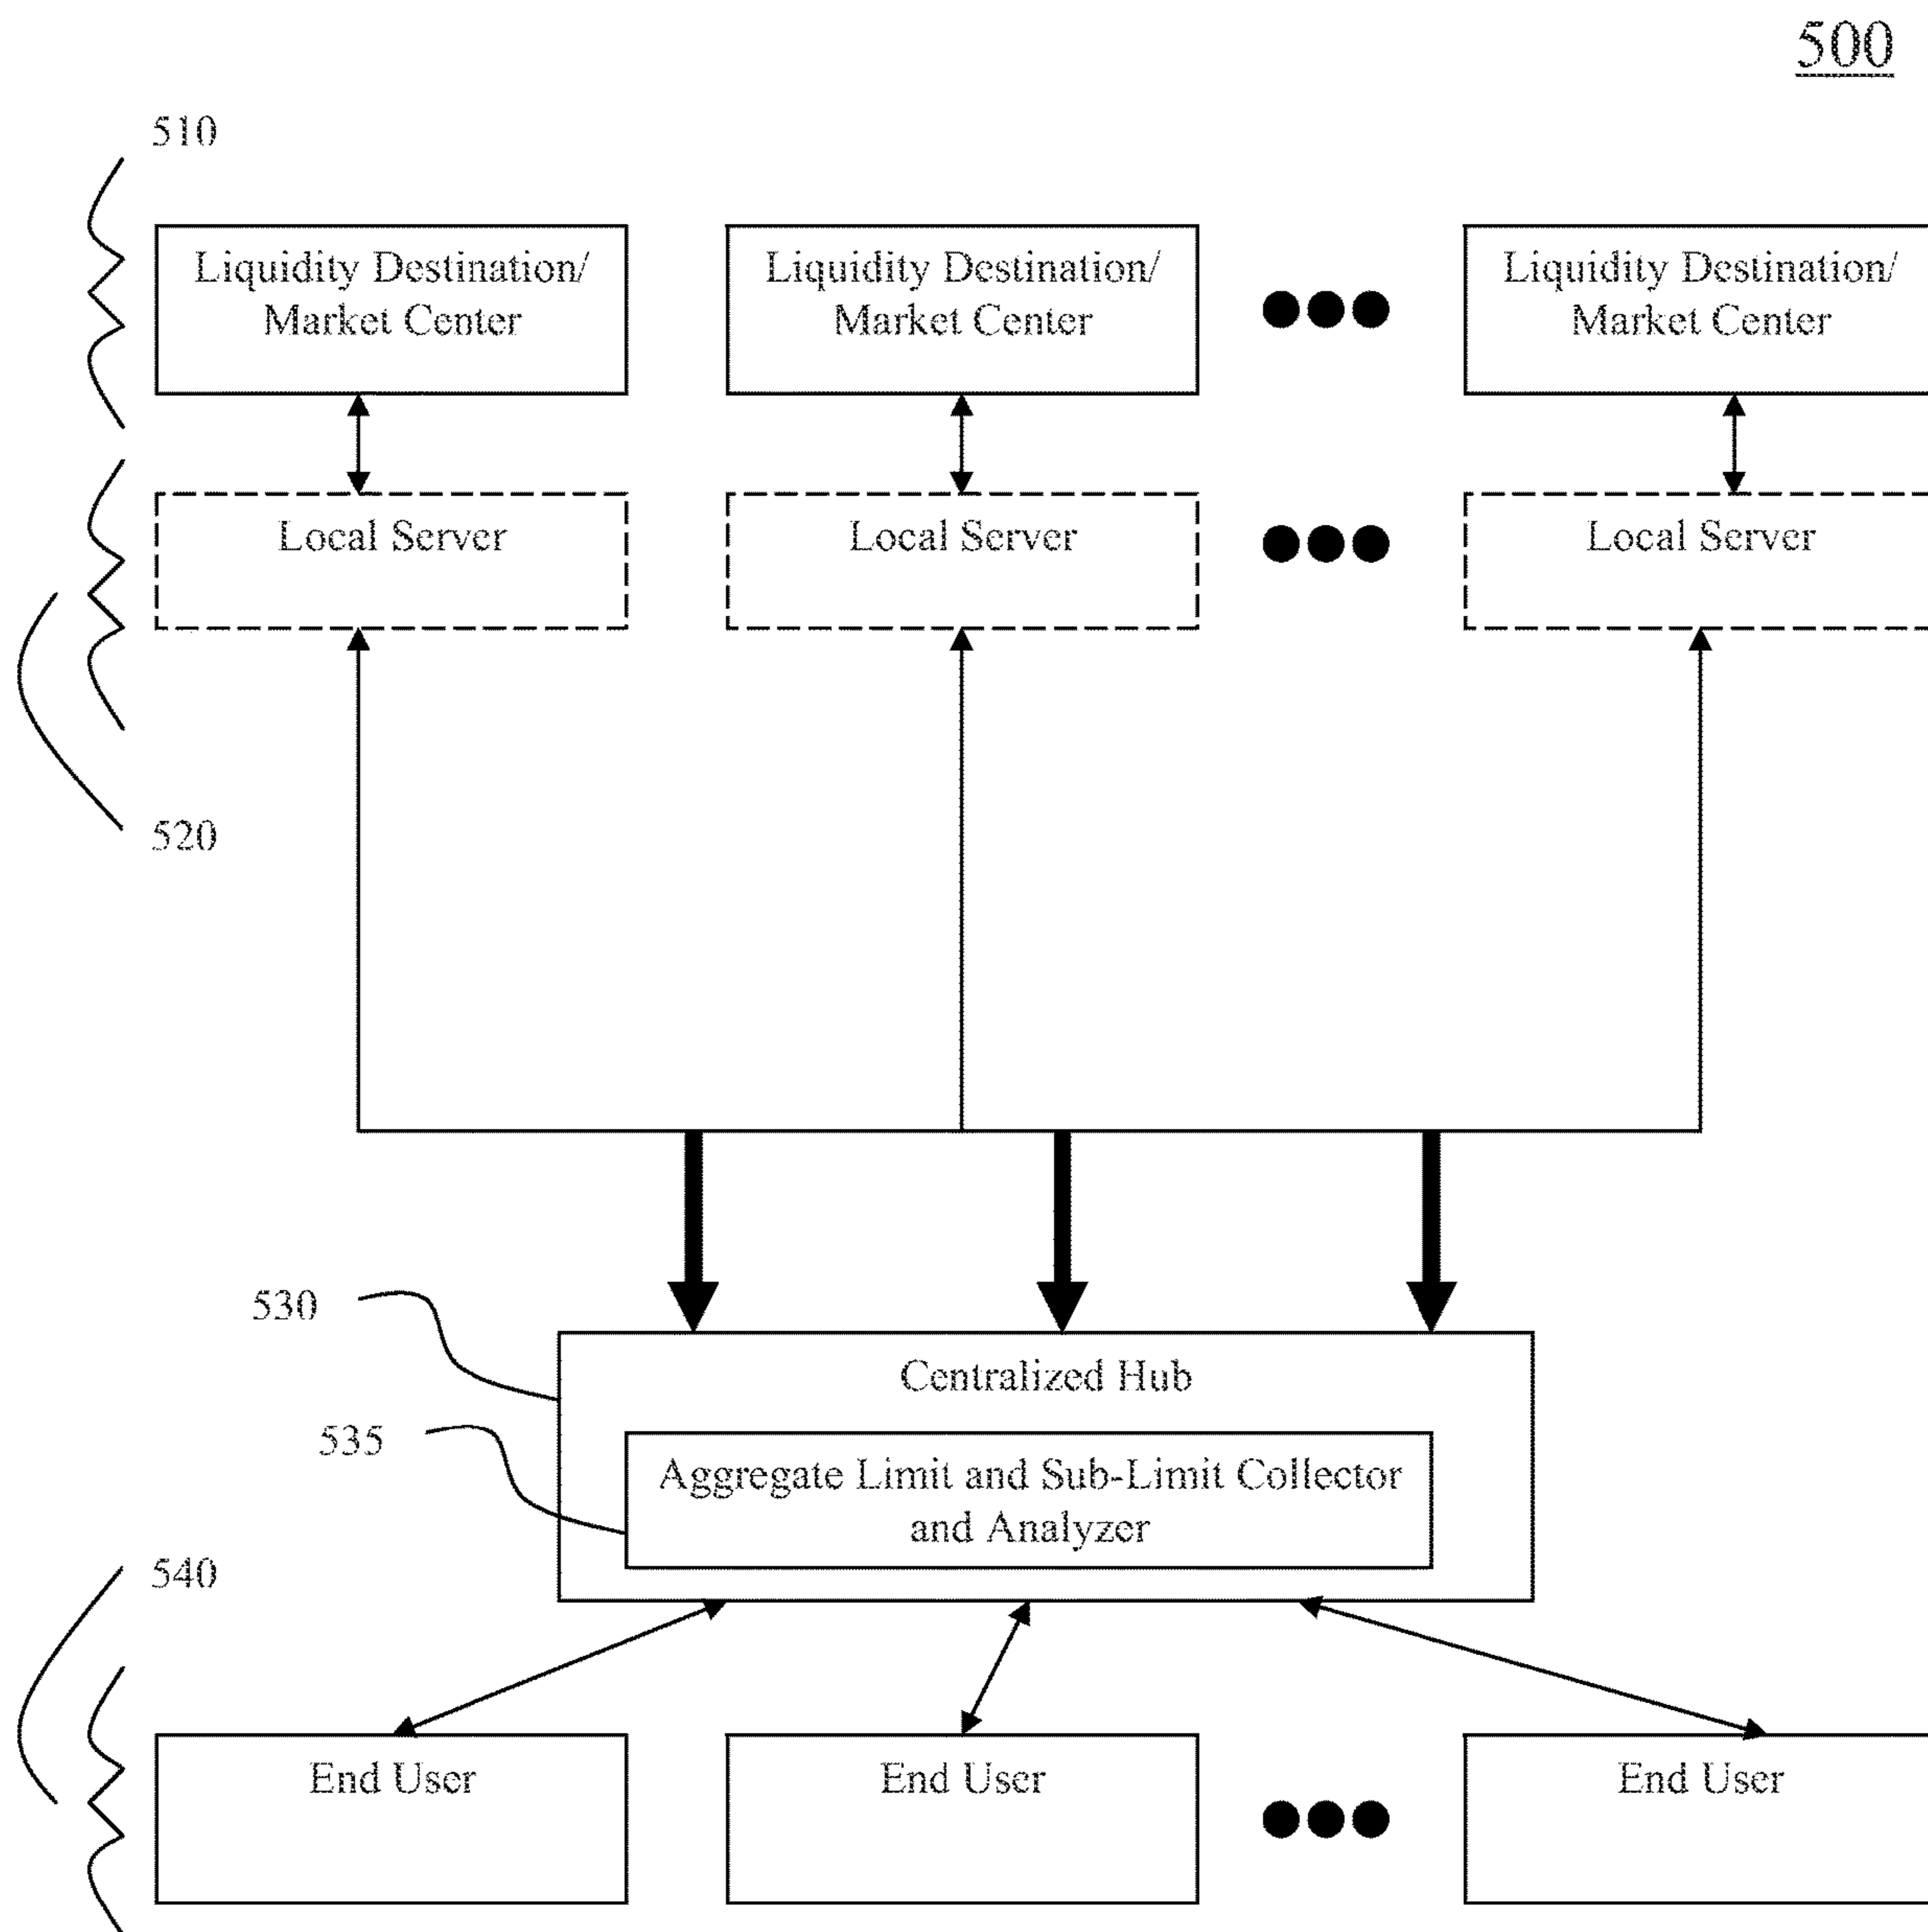 500
510
Liquidity Destination/
Market Center
Liquidity Destination/
Market Center
Liquidity Destination/
Market Center
Local Server
Local Server
Local Server
520
530
Centralized Hub
535
Aggregate Limit and Sub-Limit Collector
and Analyzer
540
End User
End User
End User